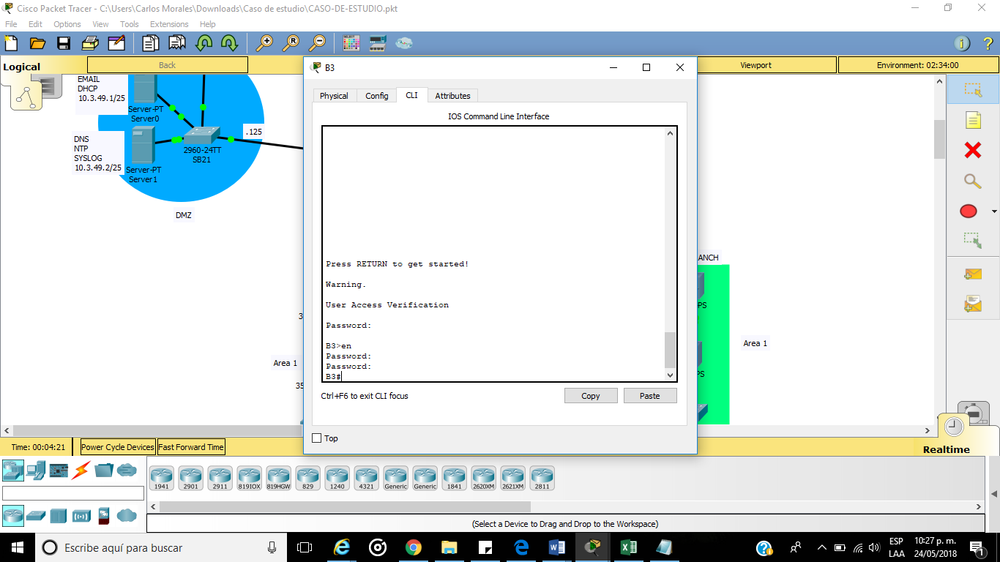 Cisco Packet Tracer - C:\Users\Carlos Morales\Downloads\Caso de estudio\CASO-DE-ESTUDIO.pkt
File Edit Options View Tools Extensions Help
SELECT
R
Logical
Back
Viewport
Environment: 02:34:00
EMAIL
DHCP
10.3.49.1/25
Server-PT
Server0
DNS
NTP
SYSLOG
10.3.49.2/25
Server-PT
Server1
2960-24TT
SB21
.125
DMZ
B3
Physical Config CLI Attributes
IOS Command Line Interface
Press RETURN to get started!
Warning.
User Access Verification
Password:
B3>en
Password:
Password:
B3#
Ctrl+F6 to exit CLI focus
Copy
Paste
Top
3
Area 1
35
ANCH
PS
PS
Area 1
Time: 00:04:21
Power Cycle Devices
Fast Forward Time
Realtime
1941 2901 2911 819IOX 819HGW 829 1240 4321 Generic Generic 1841 2620XM 2621XM 2811
(Select a Device to Drag and Drop to the Workspace)
Escribe aquí para buscar
ESP
LAA
10:27 p. m.
24/05/2018
1